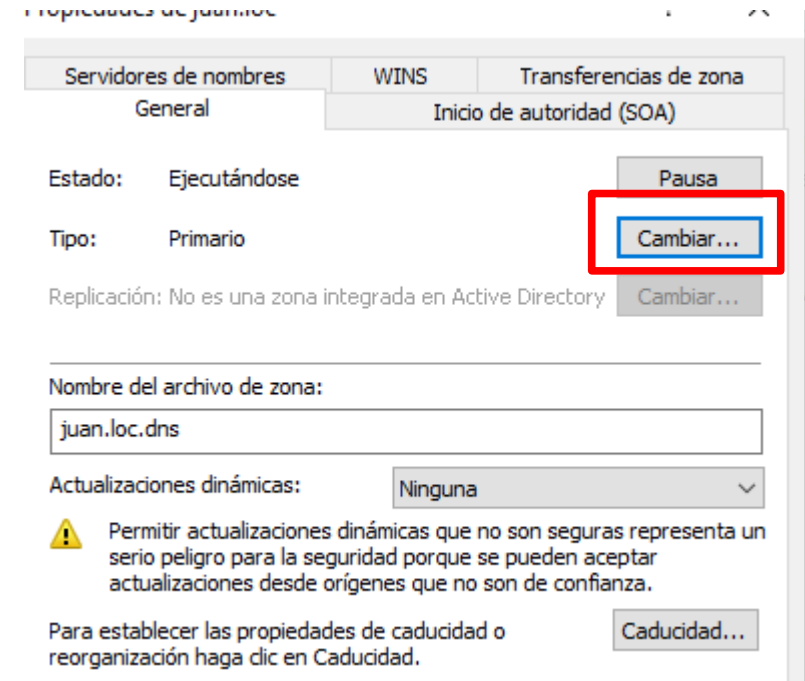 Propiedades de juan.loc
Servidores de nombres WINS Transferencias de zona
General Inicio de autoridad (SOA)
Estado: Ejecutándose Pausa
Tipo: Primario Cambiar...
Replicación: No es una zona integrada en Active Directory Cambiar...
Nombre del archivo de zona:
juan.loc.dns
Actualizaciones dinámicas: Ninguna
Permitir actualizaciones dinámicas que no son seguras representa un
serio peligro para la seguridad porque se pueden aceptar
actualizaciones desde orígenes que no son de confianza.
Para establecer las propiedades de caducidad o Caducidad...
reorganización haga clic en Caducidad.